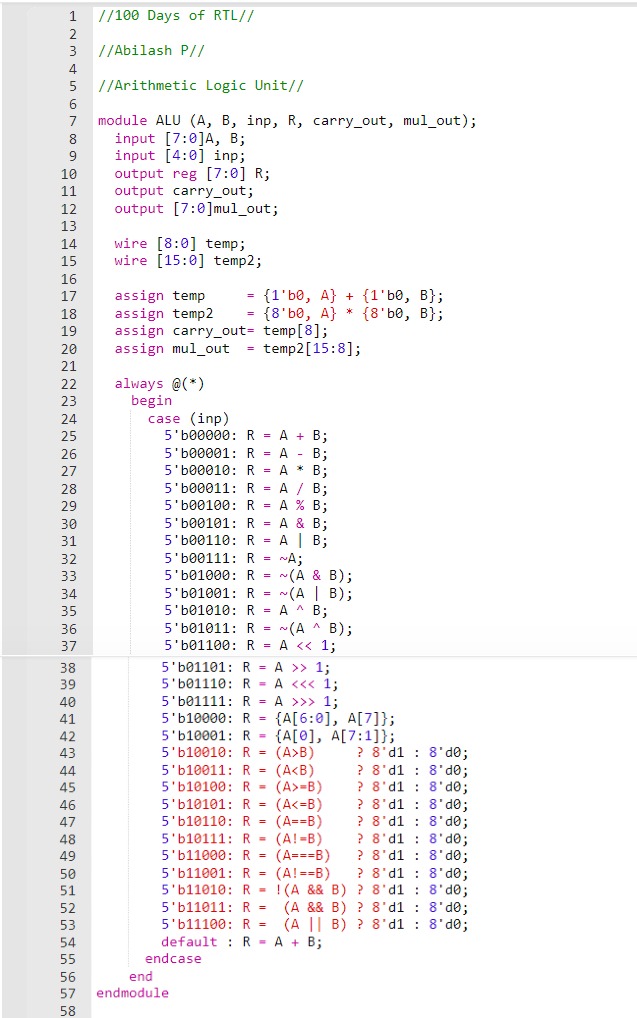 1 //100 Days of RTL//
2
3 //Abilash P//
4
5 //Arithmetic Logic Unit//
6
7 module ALU (A, B, inp, R, carry_out, mul_out);
8   input [7:0]A, B;
9   input [4:0] inp;
10   output reg [7:0] R;
11   output carry_out;
12   output [7:0]mul_out;
13
14   wire [8:0] temp;
15   wire [15:0] temp2;
16
17   assign temp     = {1'b0, A} + {1'b0, B};
18   assign temp2    = {8'b0, A} * {8'b0, B};
19   assign carry_out= temp[8];
20   assign mul_out  = temp2[15:8];
21
22   always @(*)
23     begin
24       case (inp)
25         5'b00000: R = A + B;
26         5'b00001: R = A - B;
27         5'b00010: R = A * B;
28         5'b00011: R = A / B;
29         5'b00100: R = A % B;
30         5'b00101: R = A & B;
31         5'b00110: R = A | B;
32         5'b00111: R = ~A;
33         5'b01000: R = ~(A & B);
34         5'b01001: R = ~(A | B);
35         5'b01010: R = A ^ B;
36         5'b01011: R = ~(A ^ B);
37         5'b01100: R = A << 1;
38         5'b01101: R = A >> 1;
39         5'b01110: R = A <<< 1;
40         5'b01111: R = A >>> 1;
41         5'b10000: R = {A[6:0], A[7]};
42         5'b10001: R = {A[0], A[7:1]};
43         5'b10010: R = (A>B)     ? 8'd1 : 8'd0;
44         5'b10011: R = (A<B)     ? 8'd1 : 8'd0;
45         5'b10100: R = (A>=B)    ? 8'd1 : 8'd0;
46         5'b10101: R = (A<=B)    ? 8'd1 : 8'd0;
47         5'b10110: R = (A==B)    ? 8'd1 : 8'd0;
48         5'b10111: R = (A!=B)    ? 8'd1 : 8'd0;
49         5'b11000: R = (A===B)   ? 8'd1 : 8'd0;
50         5'b11001: R = (A!==B)   ? 8'd1 : 8'd0;
51         5'b11010: R = !(A && B) ? 8'd1 : 8'd0;
52         5'b11011: R =  (A && B) ? 8'd1 : 8'd0;
53         5'b11100: R =  (A || B) ? 8'd1 : 8'd0;
54         default : R = A + B;
55       endcase
56     end
57 endmodule
58